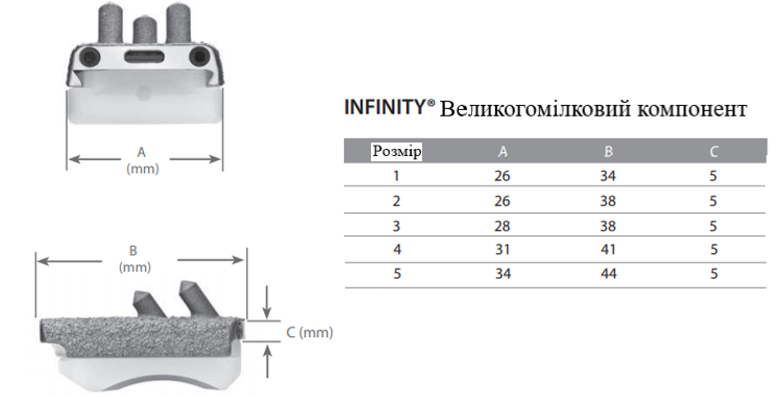 A
(mm)
B
(mm)
C (mm)
INFINITY® Великогомілковий компонент
Розмір A B C
1 26 34 5
2 26 38 5
3 28 38 5
4 31 41 5
5 34 44 5